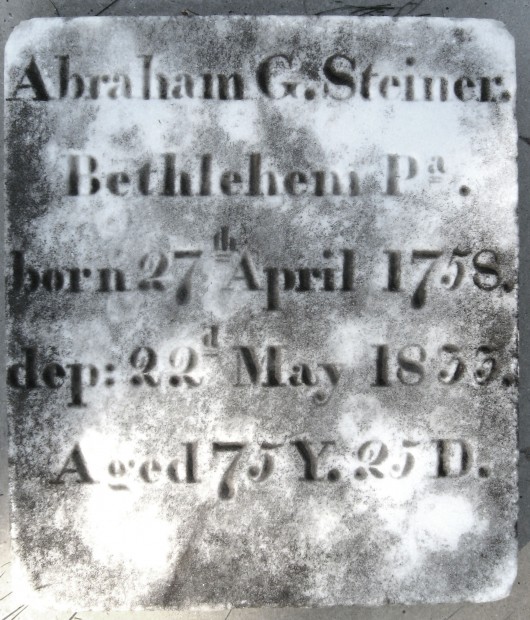 Abraham G. Steiner.
Bethlehem Pa.
born 27th April 1758.
dep: 22d May 1833.
Aged 75 Y. 25 D.